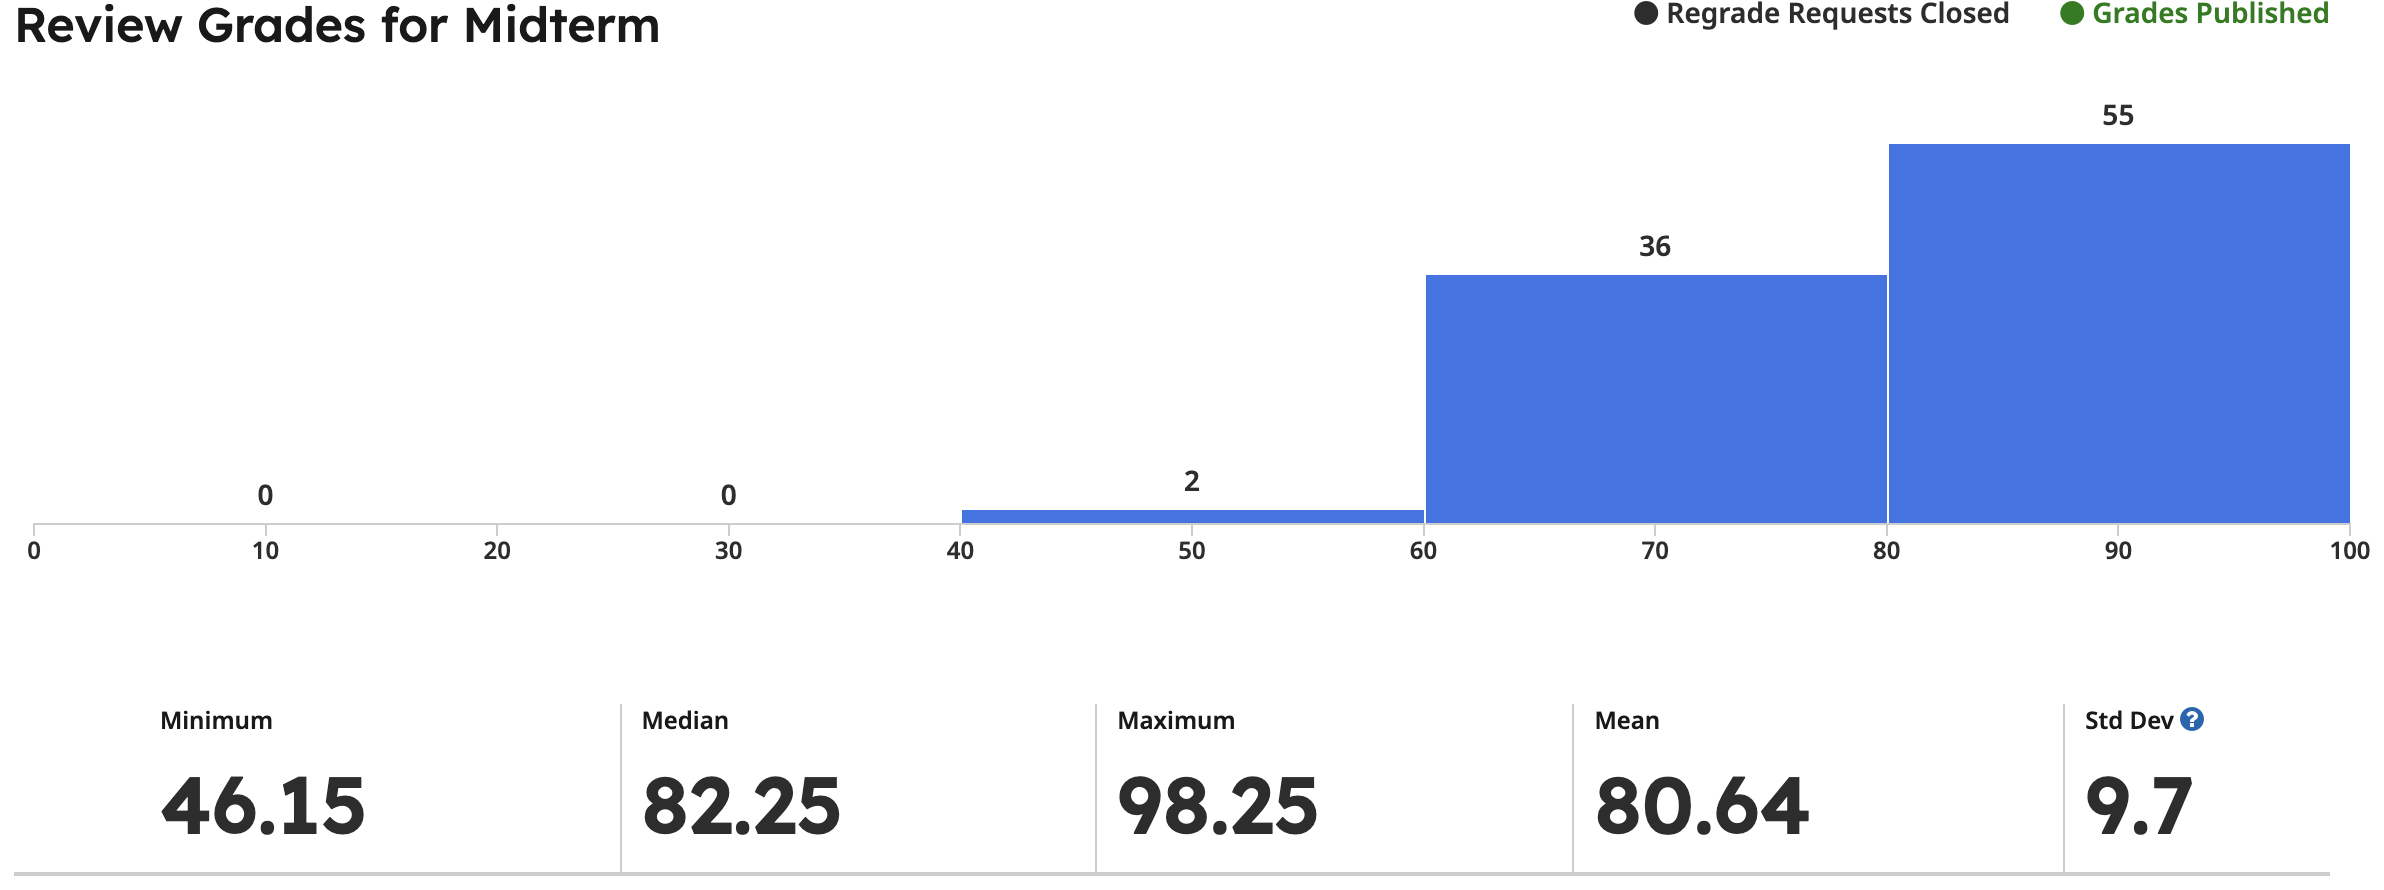 Review Grades for Midterm
Regrade Requests Closed
Grades Published
55
36
2
0
0
0 10 20 30 40 50 60 70 80 90 100
Minimum Median Maximum Mean Std Dev ?
46.15 82.25 98.25 80.64 9.7